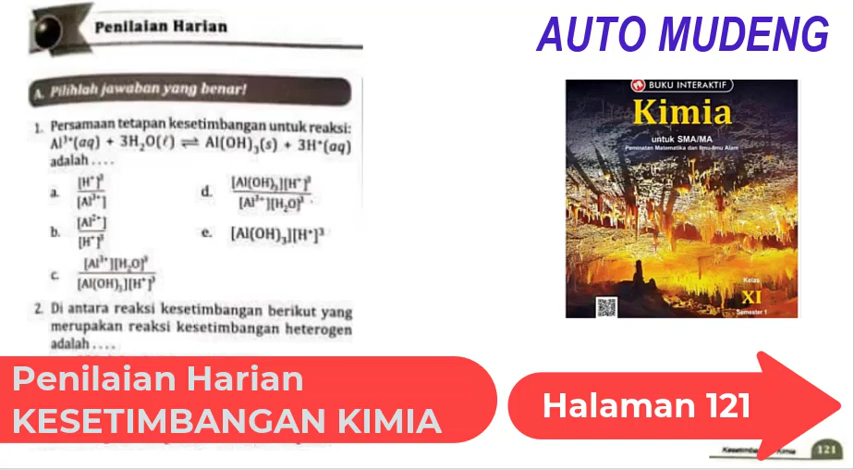 Penilaian Harian
A. Pilihlah jawaban yang benar!
1. Persamaan tetapan kesetimbangan untuk reaksi:
Al³⁺(aq) + 3H₂O(ℓ) ⇌ Al(OH)₃(s) + 3H⁺(aq)
adalah . . . .
a. [H⁺]³ / [Al³⁺]
b. [Al²⁺] / [H⁺]³
c. [Al³⁺][H₂O]³ / [Al(OH)₃][H⁺]³
d. [Al(OH)₃][H⁺]³ / [Al³⁺][H₂O]³
e. [Al(OH)₃][H⁺]³
2. Di antara reaksi kesetimbangan berikut yang
merupakan reaksi kesetimbangan heterogen
adalah . . . .
AUTO MUDENG
BUKU INTERAKTIF
Kimia
untuk SMA/MA
Peminatan Matematika dan Ilmu-Ilmu Alam
Kelas
XI
Semester 1
Penilaian Harian
KESETIMBANGAN KIMIA
Halaman 121
121